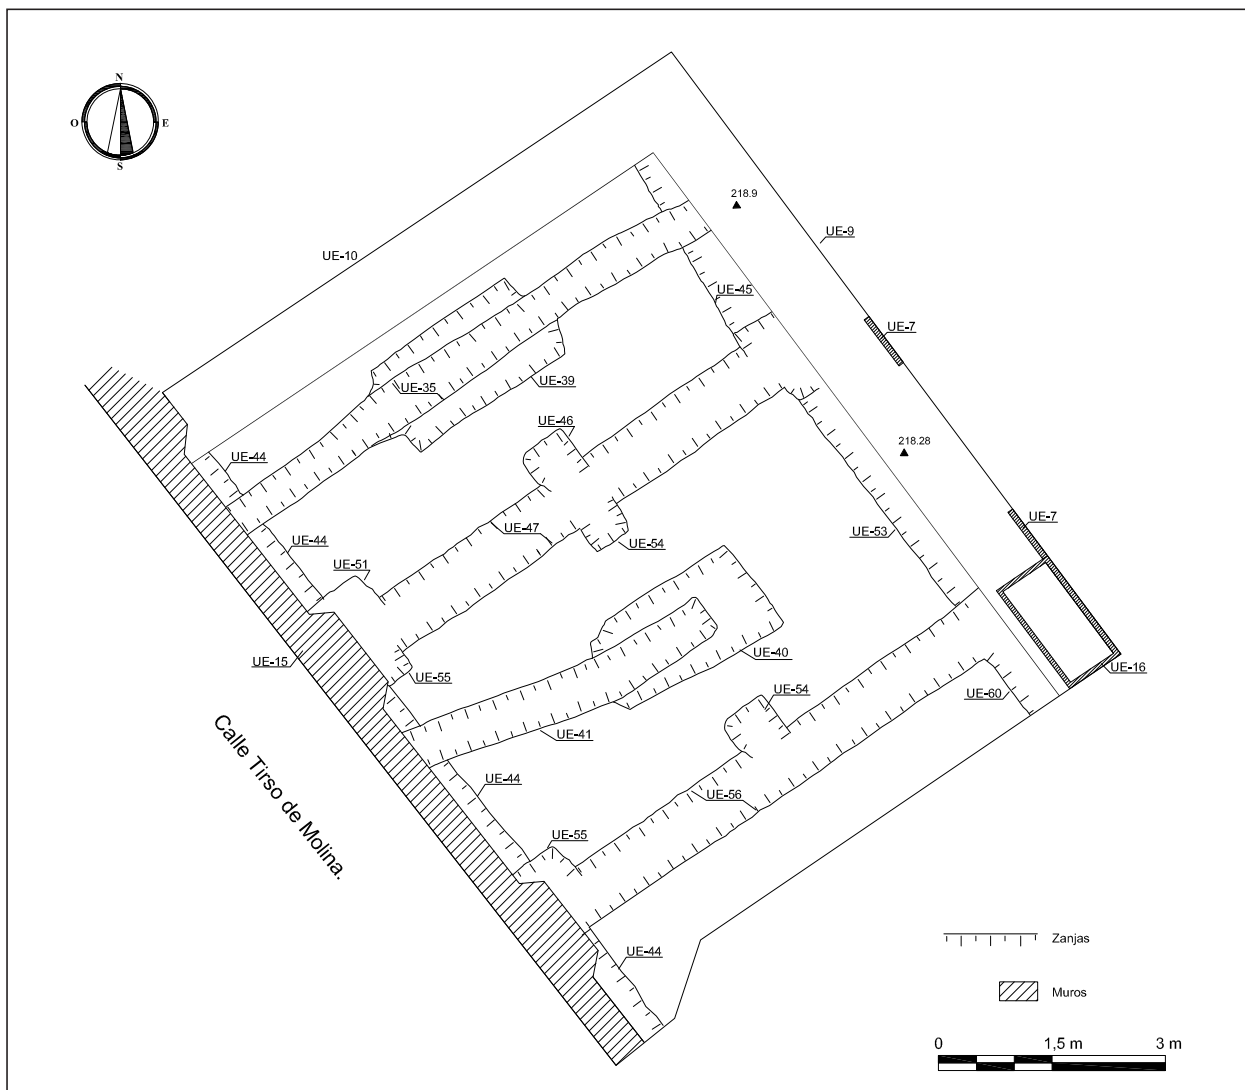 N
O
E
S
218.9
UE-9
UE-10
UE-45
UE-7
UE-35
UE-39
UE-46
218.28
UE-44
UE-7
UE-47
UE-53
UE-44
UE-54
UE-51
UE-15
UE-40
UE-16
UE-55
UE-54
UE-60
UE-41
Calle Tirso de Molina.
UE-44
UE-56
UE-55
Zanjas
UE-44
Muros
0 1,5 m 3 m